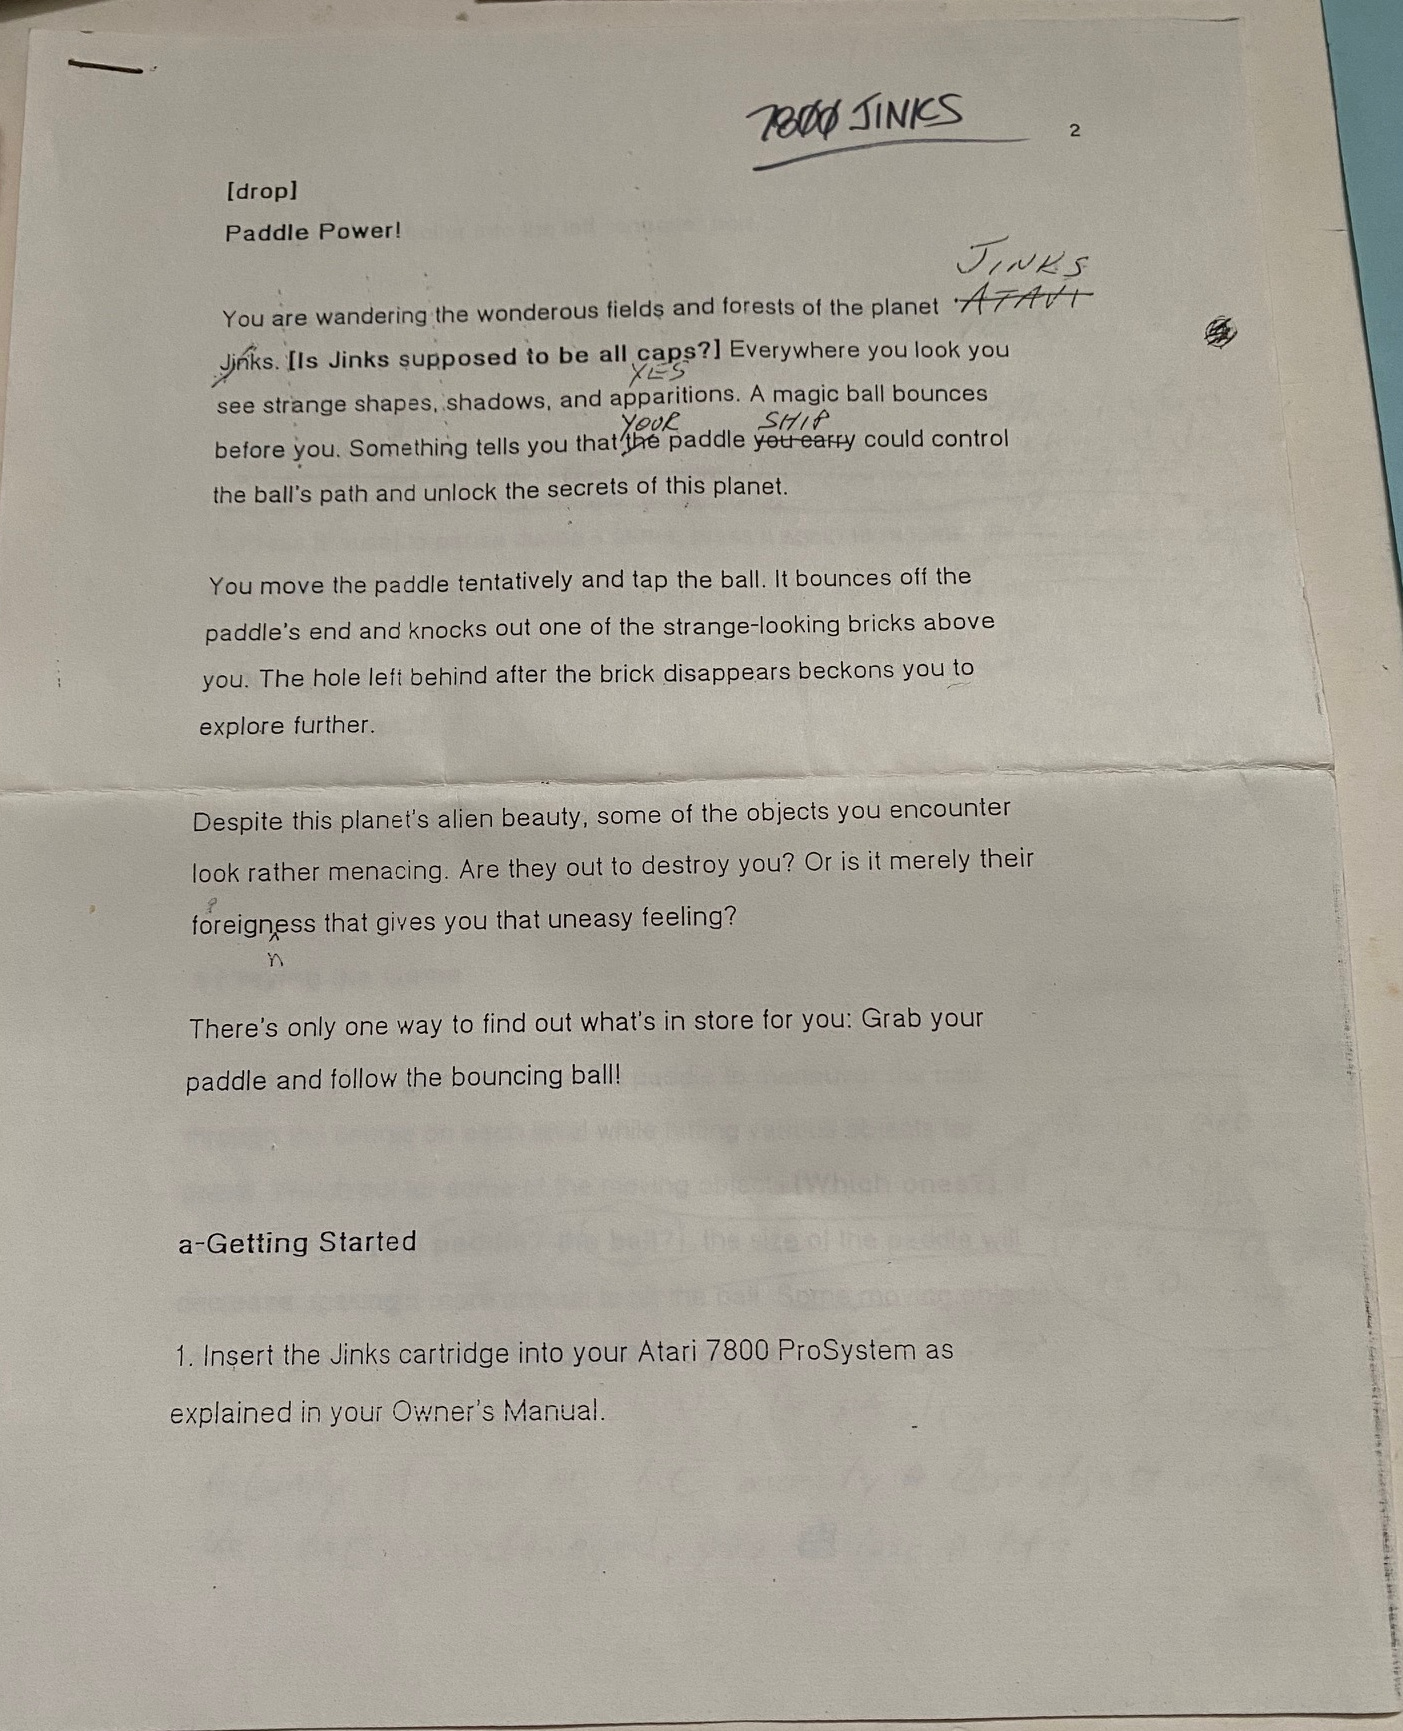 7800 JINKS
2
[drop]
Paddle Power!
JINKS
You are wandering the wonderous fields and forests of the planet ATAVI
Jinks. [Is Jinks supposed to be all caps?] Everywhere you look you
YES
see strange shapes, shadows, and apparitions. A magic ball bounces
YOUR SHIP
before you. Something tells you that the paddle you carry could control
the ball's path and unlock the secrets of this planet.
You move the paddle tentatively and tap the ball. It bounces off the
paddle's end and knocks out one of the strange-looking bricks above
you. The hole left behind after the brick disappears beckons you to
explore further.
Despite this planet's alien beauty, some of the objects you encounter
look rather menacing. Are they out to destroy you? Or is it merely their
?
foreigness that gives you that uneasy feeling?
n
There's only one way to find out what's in store for you: Grab your
paddle and follow the bouncing ball!
a-Getting Started
1. Insert the Jinks cartridge into your Atari 7800 ProSystem as
explained in your Owner's Manual.